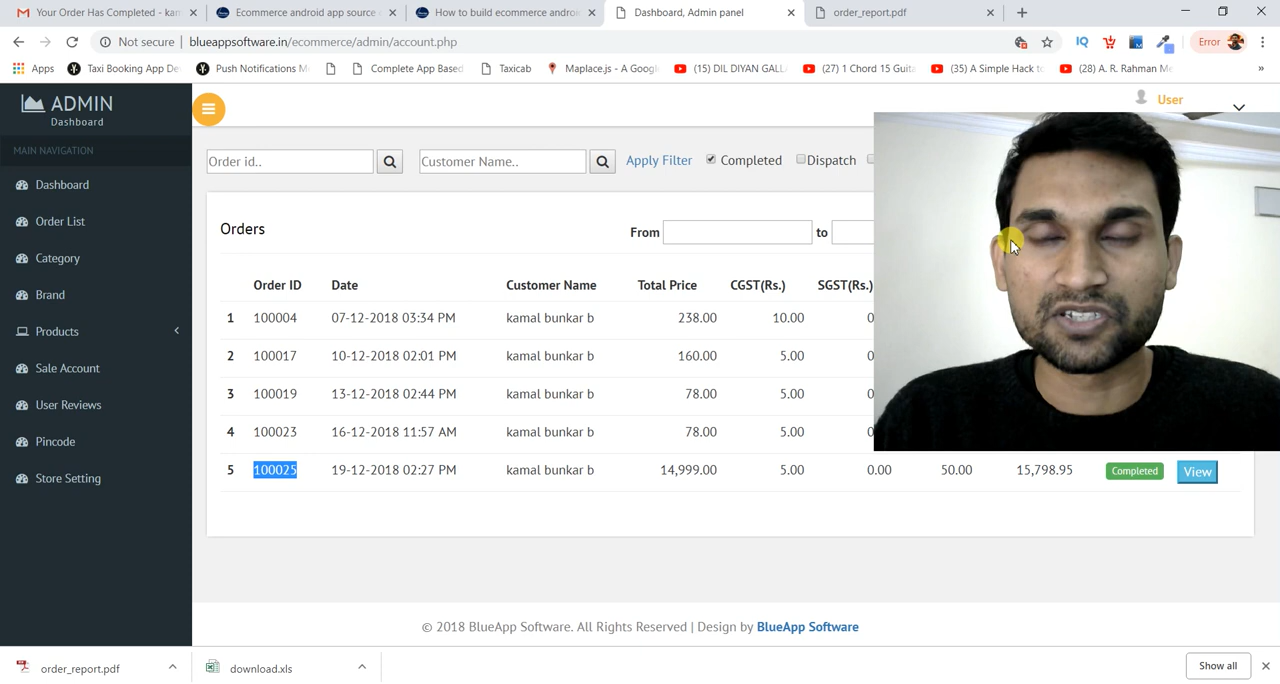 Your Order Has Completed - kam
Ecommerce android app source c
How to build ecommerce android
Dashboard, Admin panel
order_report.pdf
Not secure | blueappsoftware.in/ecommerce/admin/account.php
IQ
Error
Apps
Taxi Booking App De
Push Notifications M
Complete App Based
Taxicab
Maplace.js - A Googl
(15) DIL DIYAN GALL
(27) 1 Chord 15 Guita
(35) A Simple Hack to
(28) A. R. Rahman Me
»
ADMIN
Dashboard
User
MAIN NAVIGATION
Dashboard
Order List
Category
Brand
Products
Sale Account
User Reviews
Pincode
Store Setting
Order id..
Customer Name..
Apply Filter
Completed
Dispatch
Orders
From
to
Order ID Date Customer Name Total Price CGST(Rs.) SGST(Rs.)
1 100004 07-12-2018 03:34 PM kamal bunkar b 238.00 10.00 0
2 100017 10-12-2018 02:01 PM kamal bunkar b 160.00 5.00 0
3 100019 13-12-2018 02:44 PM kamal bunkar b 78.00 5.00 0
4 100023 16-12-2018 11:57 AM kamal bunkar b 78.00 5.00 0
5 100025 19-12-2018 02:27 PM kamal bunkar b 14,999.00 5.00 0.00 50.00 15,798.95 Completed View
© 2018 BlueApp Software. All Rights Reserved | Design by BlueApp Software
order_report.pdf
download.xls
Show all